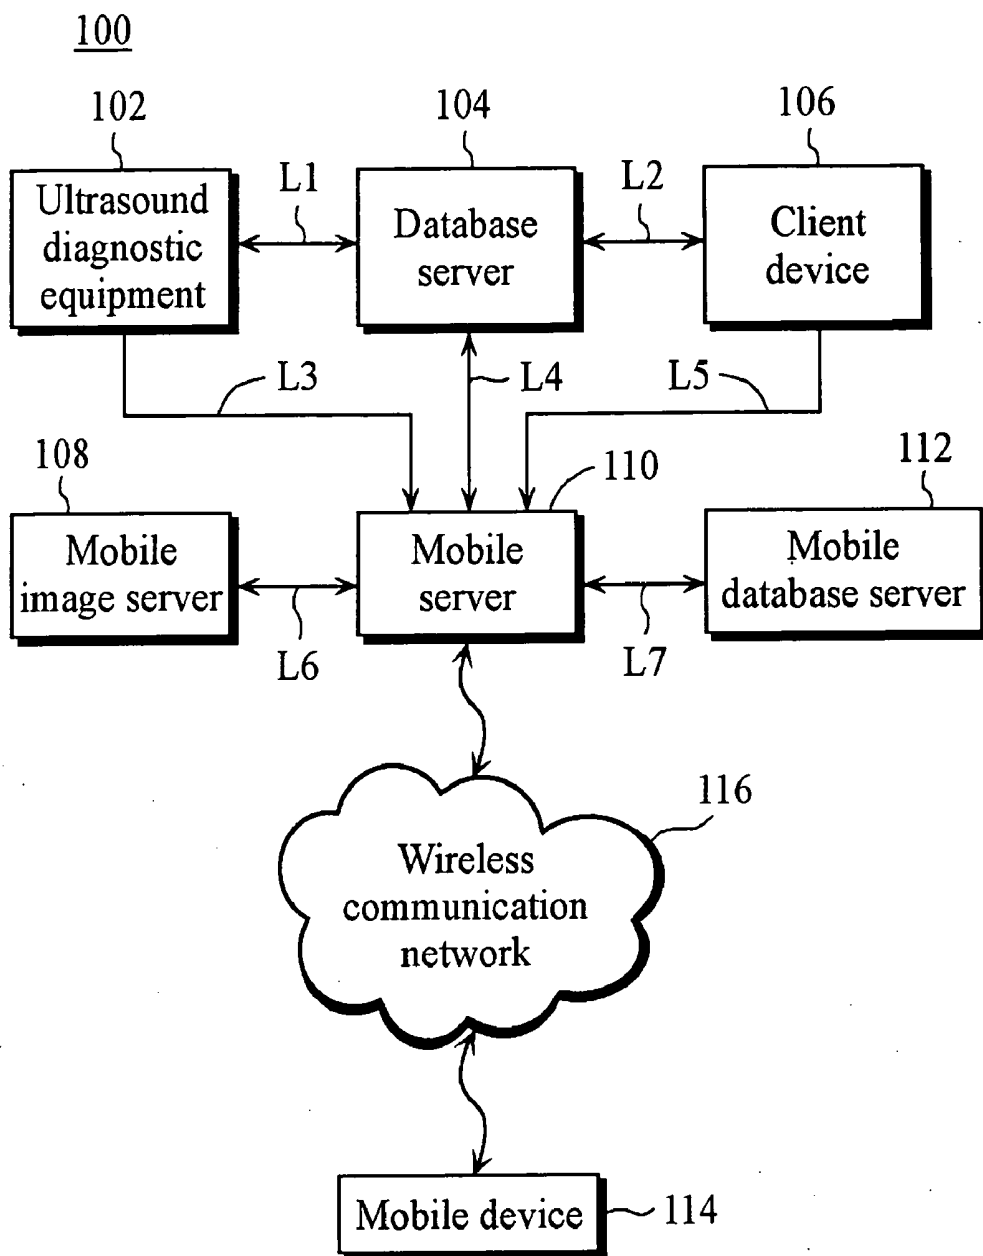 100
102
104
106
Ultrasound
diagnostic
equipment
L1
Database
server
L2
Client
device
L3
L4
L5
108
110
112
Mobile
image server
Mobile
server
Mobile
database server
L6
L7
116
Wireless
communication
network
Mobile device
114